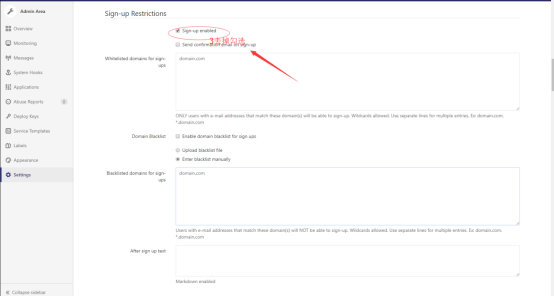 Admin Area
Overview
Monitoring
Messages
System Hooks
Applications
Abuse Reports 0
Deploy Keys
Service Templates
Labels
Appearance
Settings
Collapse sidebar
Sign-up Restrictions
Sign-up enabled
3去掉勾选
Send confirmation email on sign-up
Whitelisted domains for sign-ups
domain.com
ONLY users with e-mail addresses that match these domain(s) will be able to sign-up. Wildcards allowed. Use separate lines for multiple entries. Ex: domain.com,
*.domain.com
Domain Blacklist
Enable domain blacklist for sign ups
Upload blacklist file
Enter blacklist manually
Blacklisted domains for sign-ups
domain.com
Users with e-mail addresses that match these domain(s) will NOT be able to sign-up. Wildcards allowed. Use separate lines for multiple entries. Ex: domain.com,
*.domain.com
After sign up text
Markdown enabled